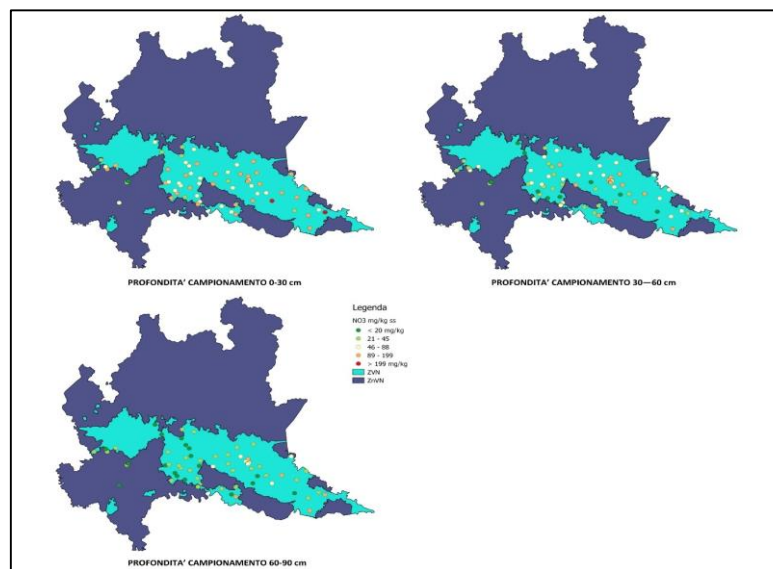 PROFONDITA' CAMPIONAMENTO 0-30 cm
PROFONDITA' CAMPIONAMENTO 30—60 cm
Legenda
NO3 mg/kg ss
< 20 mg/kg
21 - 45
46 - 88
89 - 199
> 199 mg/kg
ZVN
ZnVN
PROFONDITA' CAMPIONAMENTO 60-90 cm